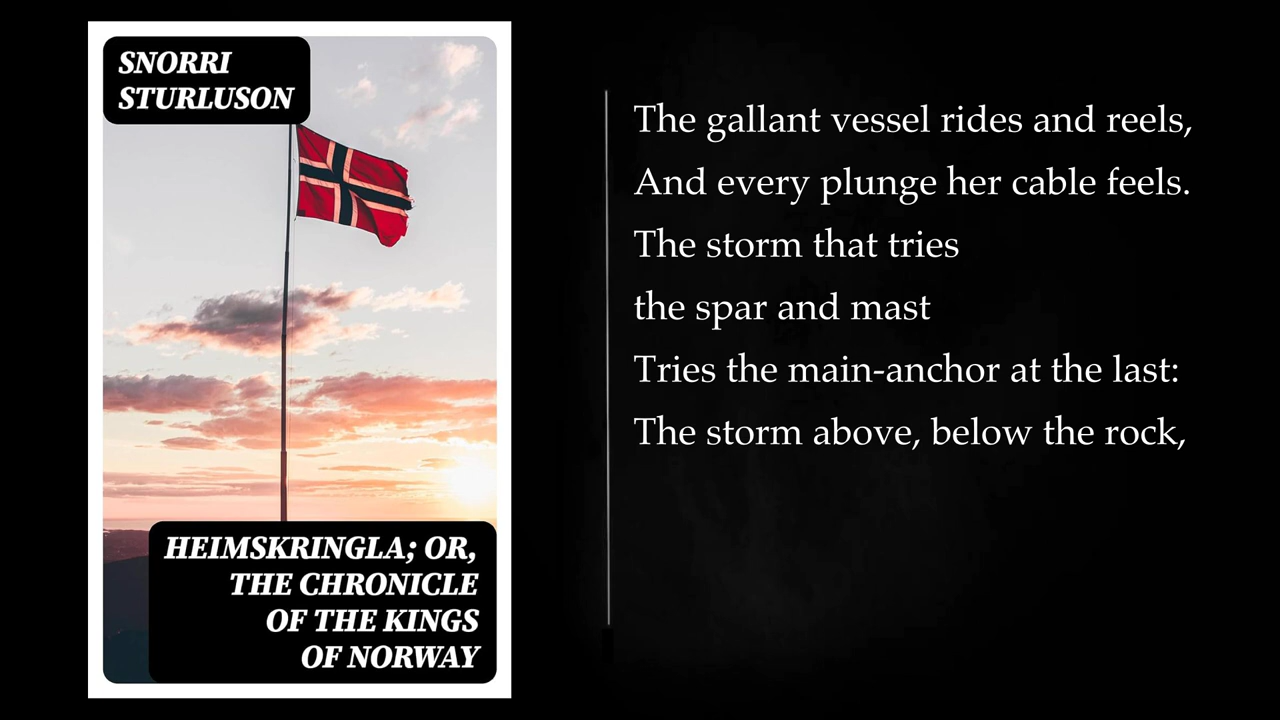 SNORRI
STURLUSON
HEIMSKRINGLA; OR,
THE CHRONICLE
OF THE KINGS
OF NORWAY
The gallant vessel rides and reels,
And every plunge her cable feels.
The storm that tries
the spar and mast
Tries the main-anchor at the last:
The storm above, below the rock,